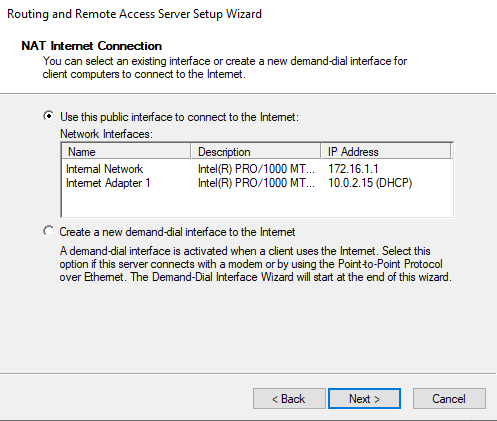 Routing and Remote Access Server Setup Wizard
NAT Internet Connection
You can select an existing interface or create a new demand-dial interface for
client computers to connect to the Internet.
Use this public interface to connect to the Internet:
Network Interfaces:
Name Description IP Address
Internal Network Intel(R) PRO/1000 MT... 172.16.1.1
Internet Adapter 1 Intel(R) PRO/1000 MT... 10.0.2.15 (DHCP)
Create a new demand-dial interface to the Internet
A demand-dial interface is activated when a client uses the Internet. Select this
option if this server connects with a modem or by using the Point-to-Point Protocol
over Ethernet. The Demand-Dial Interface Wizard will start at the end of this wizard.
< Back Next > Cancel